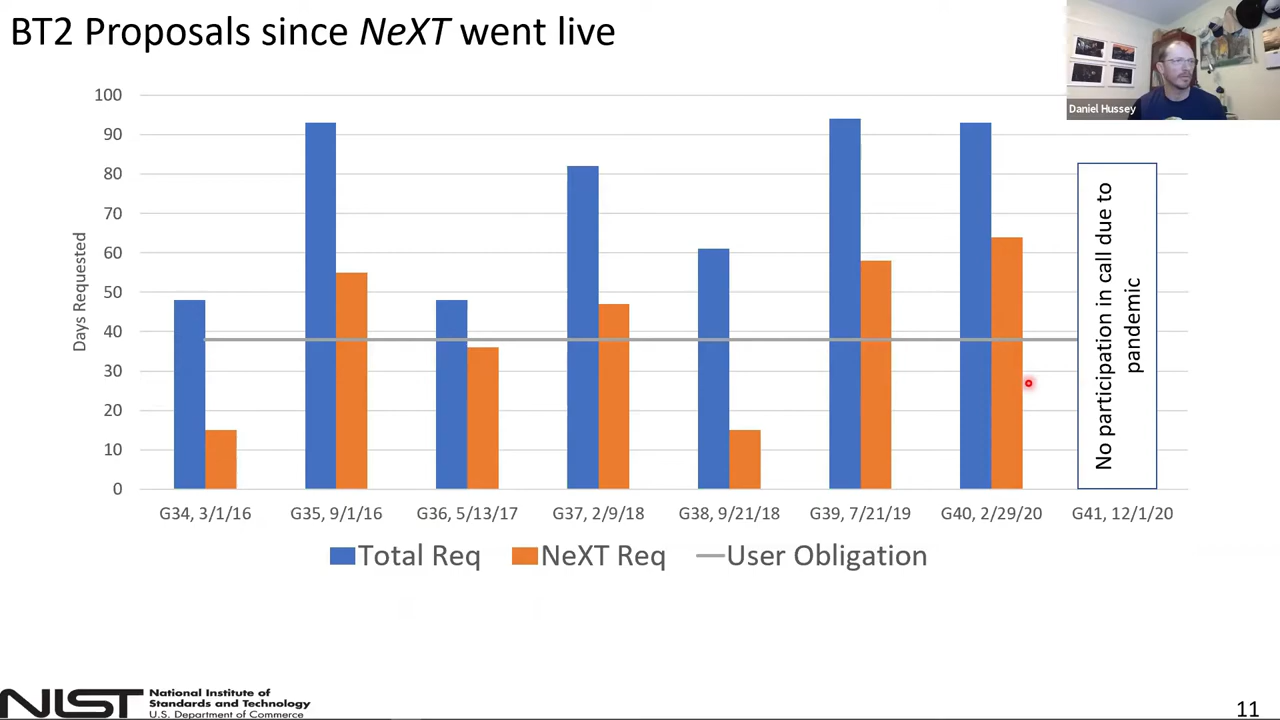 BT2 Proposals since NeXT went live
Daniel Hussey
100
90
80
70
60
50
40
30
20
10
0
Days Requested
No participation in call due to
pandemic
G34, 3/1/16
G35, 9/1/16
G36, 5/13/17
G37, 2/9/18
G38, 9/21/18
G39, 7/21/19
G40, 2/29/20
G41, 12/1/20
Total Req
NeXT Req
User Obligation
NIST
National Institute of
Standards and Technology
U.S. Department of Commerce
11